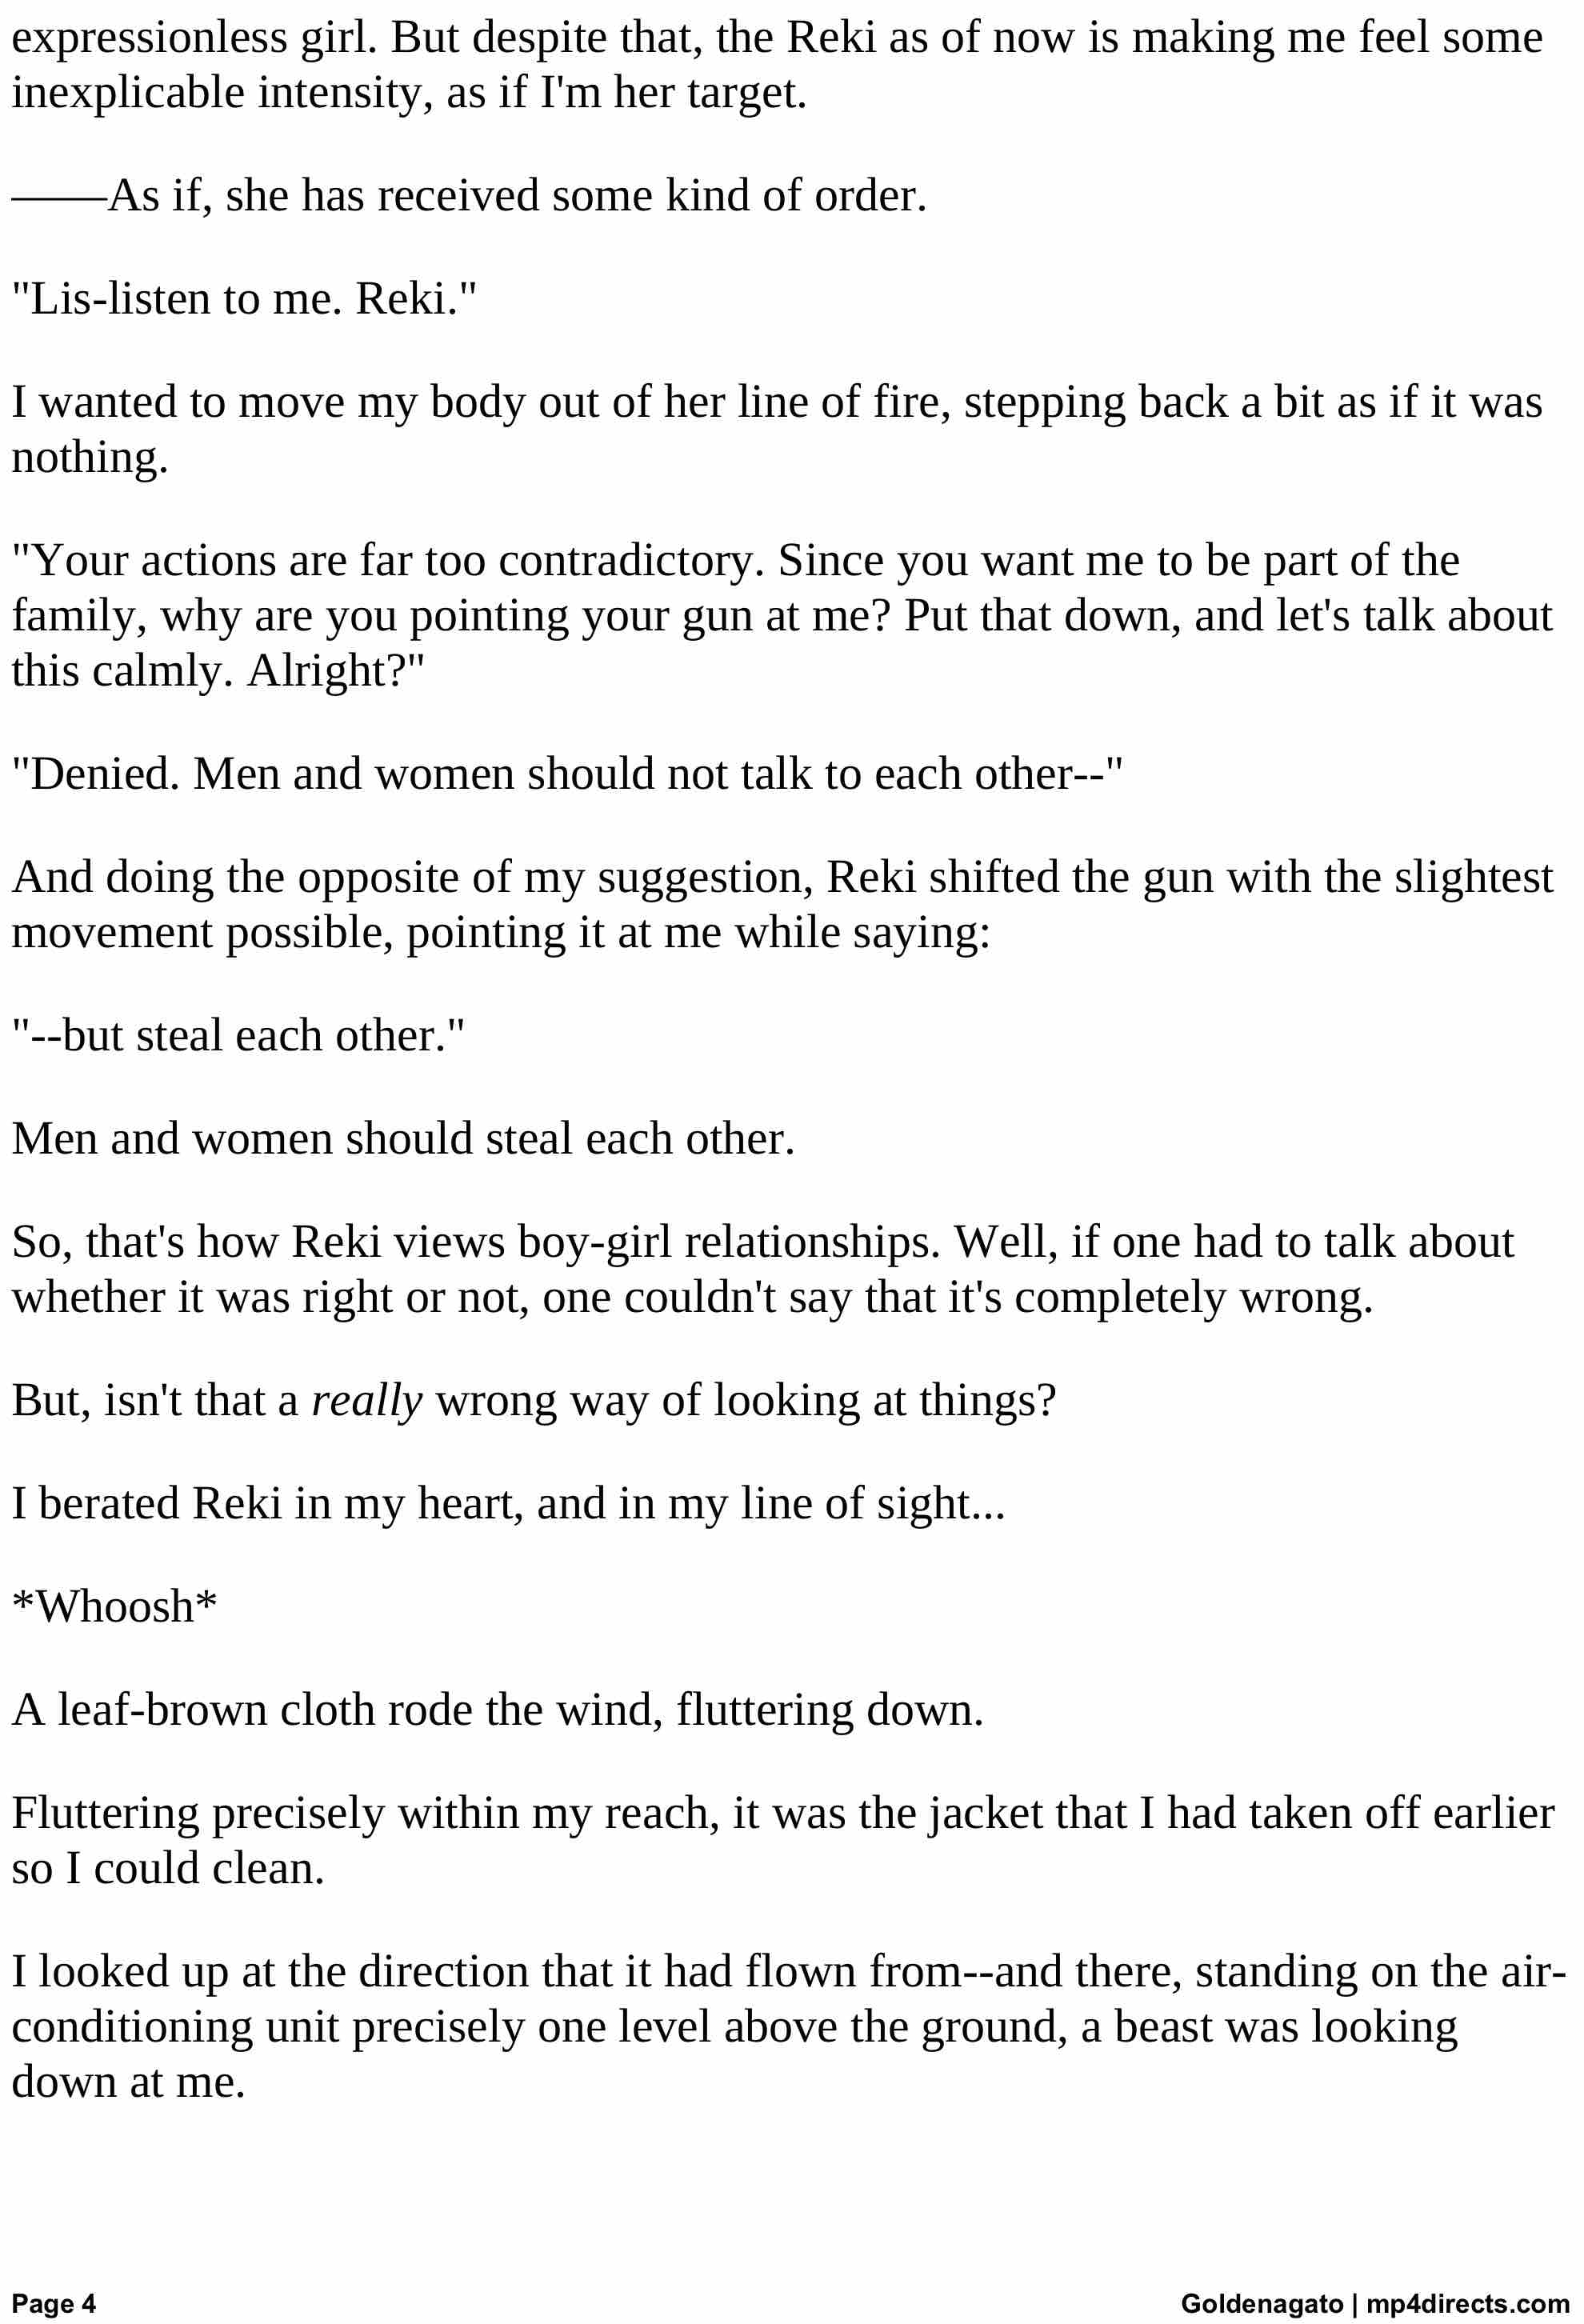 expressionless girl. But despite that, the Reki as of now is making me feel some
inexplicable intensity, as if I'm her target.
——As if, she has received some kind of order.
"Lis-listen to me. Reki."
I wanted to move my body out of her line of fire, stepping back a bit as if it was
nothing.
"Your actions are far too contradictory. Since you want me to be part of the
family, why are you pointing your gun at me? Put that down, and let's talk about
this calmly. Alright?"
"Denied. Men and women should not talk to each other--"
And doing the opposite of my suggestion, Reki shifted the gun with the slightest
movement possible, pointing it at me while saying:
"--but steal each other."
Men and women should steal each other.
So, that's how Reki views boy-girl relationships. Well, if one had to talk about
whether it was right or not, one couldn't say that it's completely wrong.
But, isn't that a really wrong way of looking at things?
I berated Reki in my heart, and in my line of sight...
*Whoosh*
A leaf-brown cloth rode the wind, fluttering down.
Fluttering precisely within my reach, it was the jacket that I had taken off earlier
so I could clean.
I looked up at the direction that it had flown from--and there, standing on the air-
conditioning unit precisely one level above the ground, a beast was looking
down at me.
Page 4
Goldenagato | mp4directs.com